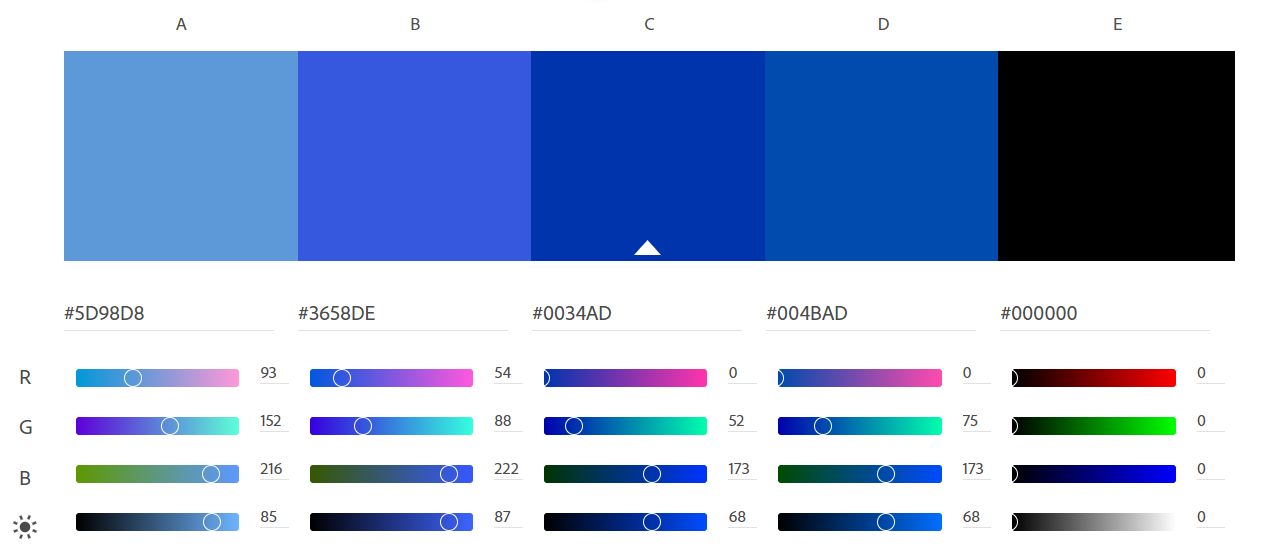 A B C D E
#5D98D8 #3658DE #0034AD #004BAD #000000
R 93 54 0 0 0
G 152 88 52 75 0
B 216 222 173 173 0
85 87 68 68 0